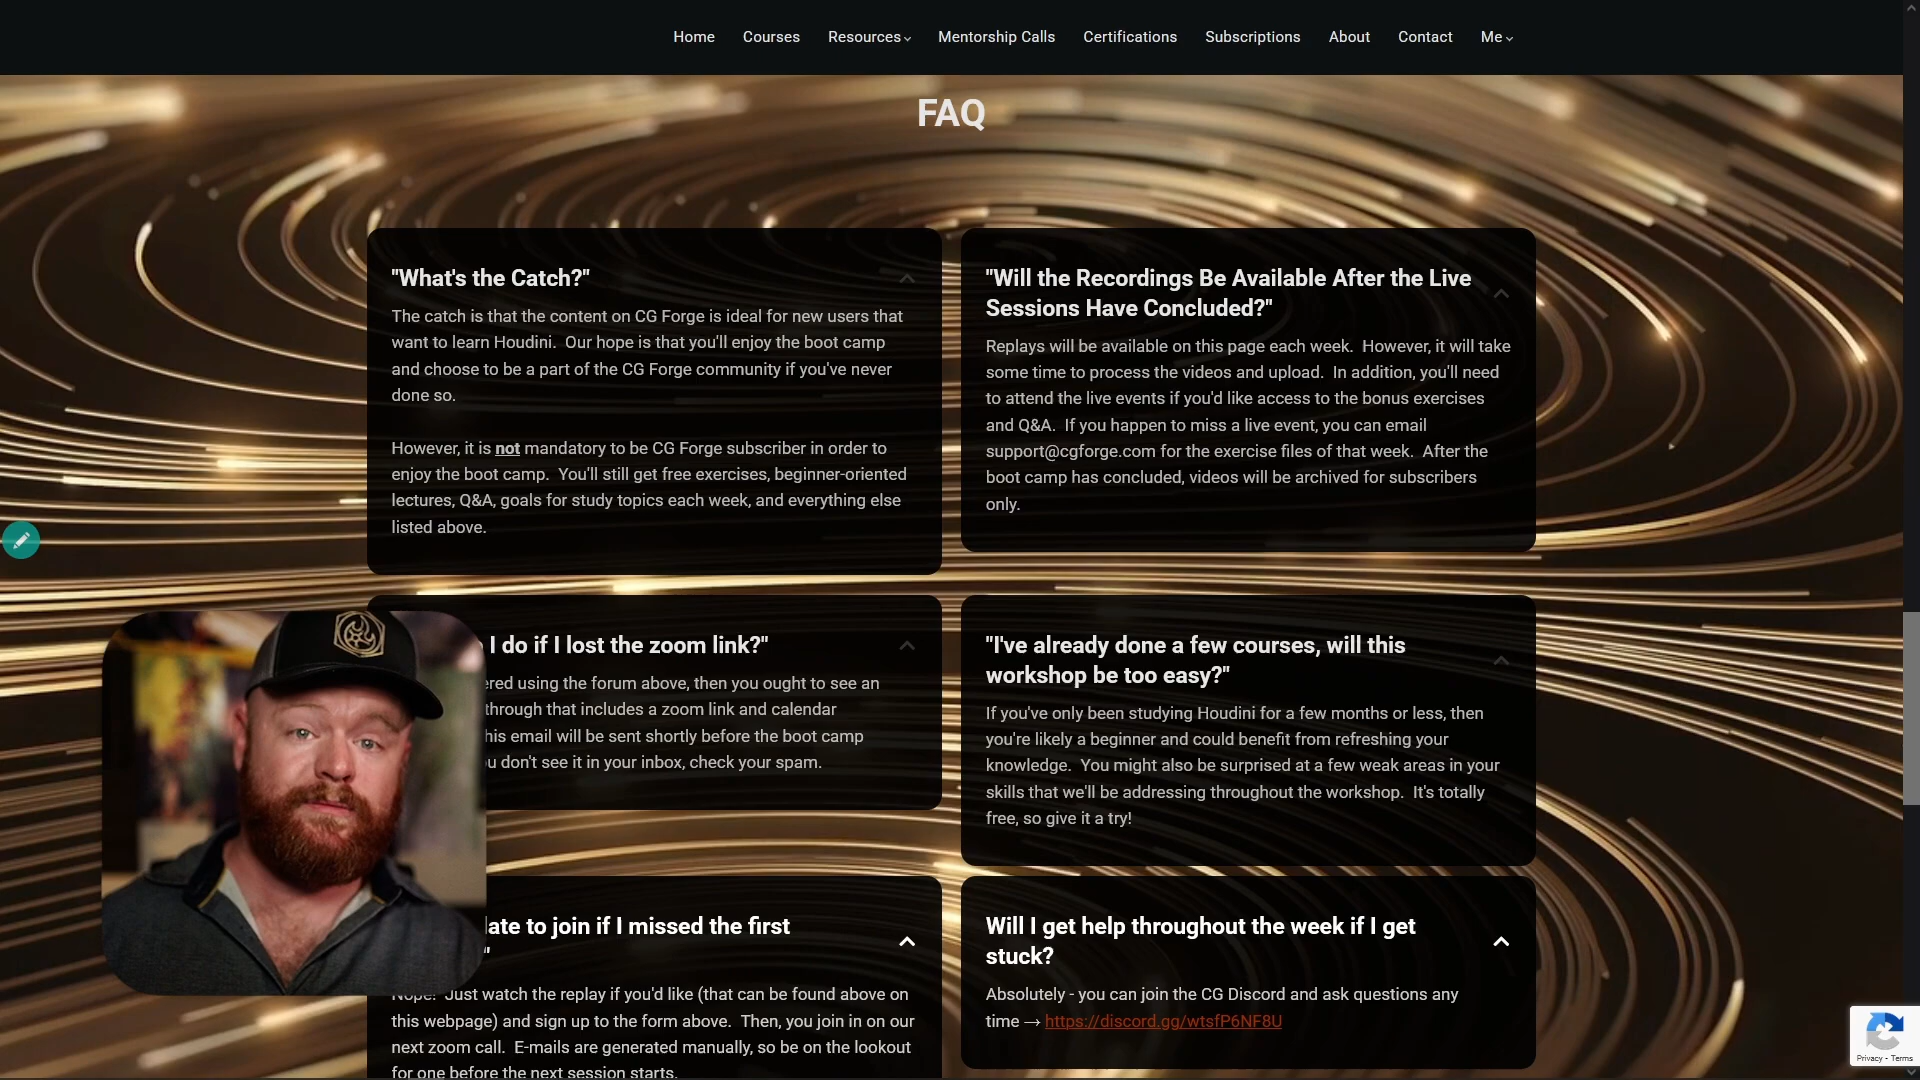 Home Courses Resources Mentorship Calls Certifications Subscriptions About Contact Me
FAQ
"What's the Catch?"
The catch is that the content on CG Forge is ideal for new users that
want to learn Houdini. Our hope is that you'll enjoy the boot camp
and choose to be a part of the CG Forge community if you've never
done so.
However, it is not mandatory to be CG Forge subscriber in order to
enjoy the boot camp. You'll still get free exercises, beginner-oriented
lectures, Q&A, goals for study topics each week, and everything else
listed above.
"Will the Recordings Be Available After the Live
Sessions Have Concluded?"
Replays will be available on this page each week. However, it will take
some time to process the videos and upload. In addition, you'll need
to attend the live events if you'd like access to the bonus exercises
and Q&A. If you happen to miss a live event, you can email
support@cgforge.com for the exercise files of that week. After the
boot camp has concluded, videos will be archived for subscribers
only.
I do if I lost the zoom link?"
using the forum above, then you ought to see an
through that includes a zoom link and calendar
email will be sent shortly before the boot camp
don't see it in your inbox, check your spam.
"I've already done a few courses, will this
workshop be too easy?"
If you've only been studying Houdini for a few months or less, then
you're likely a beginner and could benefit from refreshing your
knowledge. You might also be surprised at a few weak areas in your
skills that we'll be addressing throughout the workshop. It's totally
free, so give it a try!
late to join if I missed the first
"
Nope! Just watch the replay if you'd like (that can be found above on
this webpage) and sign up to the form above. Then, you join in on our
next zoom call. E-mails are generated manually, so be on the lookout
for one before the next session starts.
Will I get help throughout the week if I get
stuck?
Absolutely - you can join the CG Discord and ask questions any
time → https://discord.gg/wtsfP6NF8U
Privacy - Terms